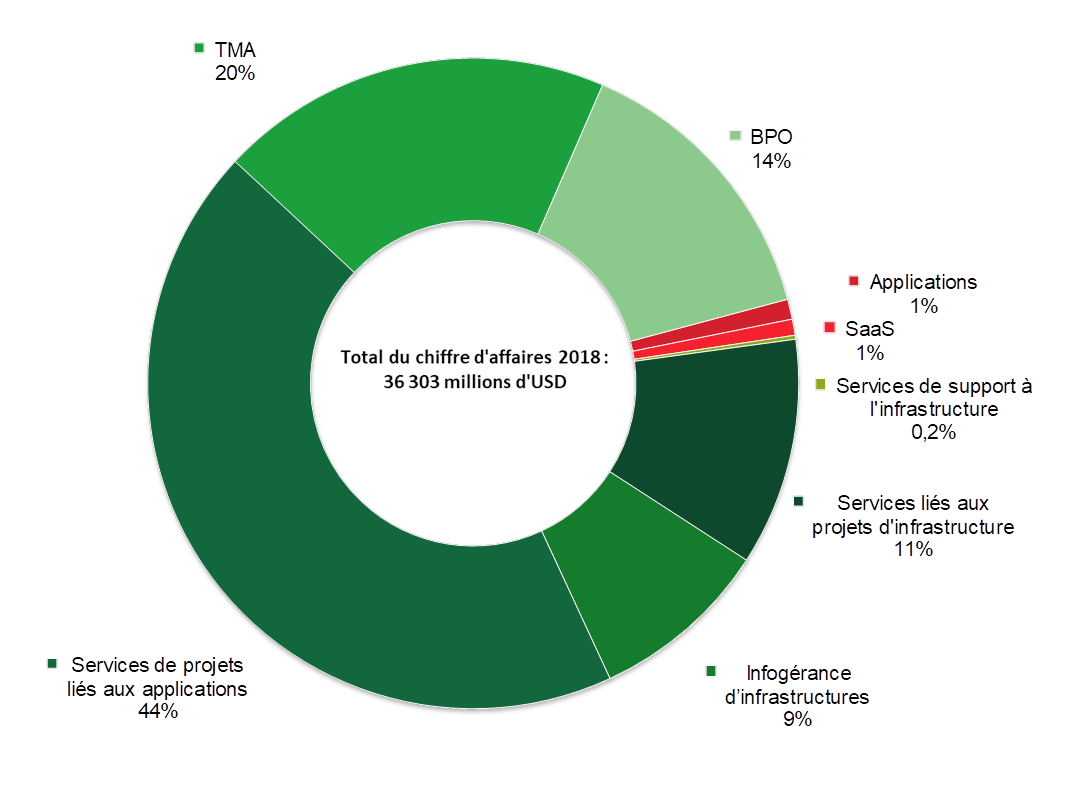 TMA
20%
BPO
14%
Applications
1%
SaaS
1%
Total du chiffre d'affaires 2018 :
36 303 millions d'USD
Services de support à
l'infrastructure
0,2%
Services liés aux
projets d'infrastructure
11%
Services de projets
liés aux applications
44%
Infogérance
d’infrastructures
9%